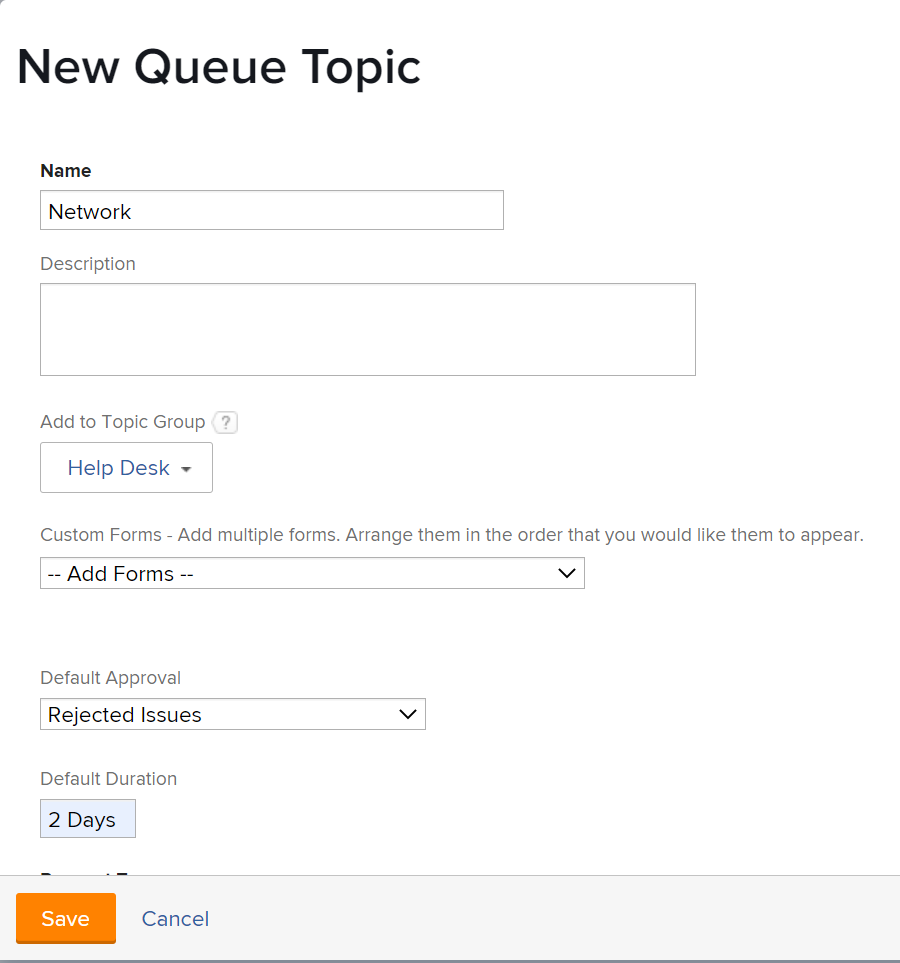 New Queue Topic
Name
Network
Description
Add to Topic Group ?
Help Desk
Custom Forms - Add multiple forms. Arrange them in the order that you would like them to appear.
-- Add Forms --
Default Approval
Rejected Issues
Default Duration
2 Days
Save Cancel